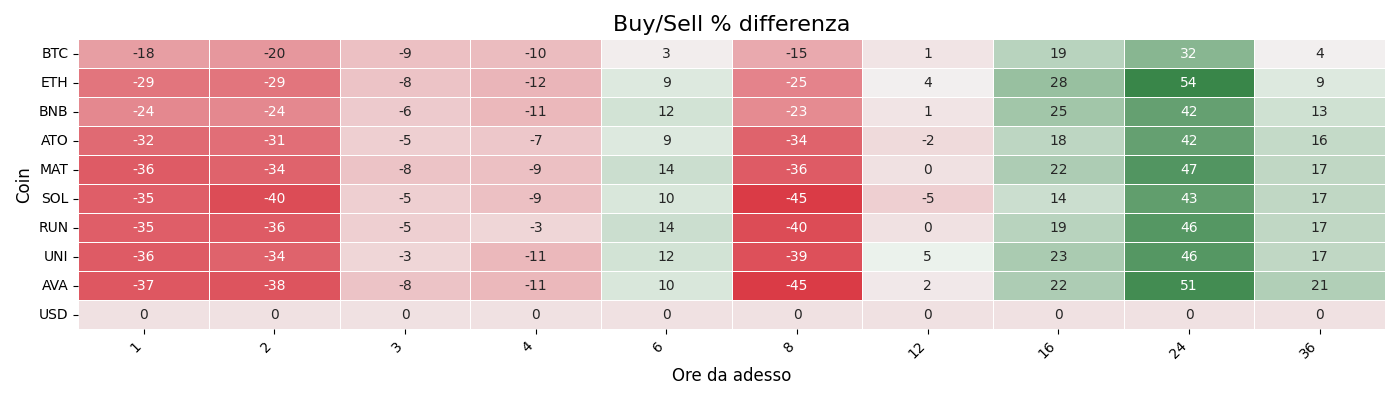 Buy/Sell % differenza
Coin
BTC -18 -20 -9 -10 3 -15 1 19 32 4
ETH -29 -29 -8 -12 9 -25 4 28 54 9
BNB -24 -24 -6 -11 12 -23 1 25 42 13
ATO -32 -31 -5 -7 9 -34 -2 18 42 16
MAT -36 -34 -8 -9 14 -36 0 22 47 17
SOL -35 -40 -5 -9 10 -45 -5 14 43 17
RUN -35 -36 -5 -3 14 -40 0 19 46 17
UNI -36 -34 -3 -11 12 -39 5 23 46 17
AVA -37 -38 -8 -11 10 -45 2 22 51 21
USD 0 0 0 0 0 0 0 0 0 0
1 2 3 4 6 8 12 16 24 36
Ore da adesso